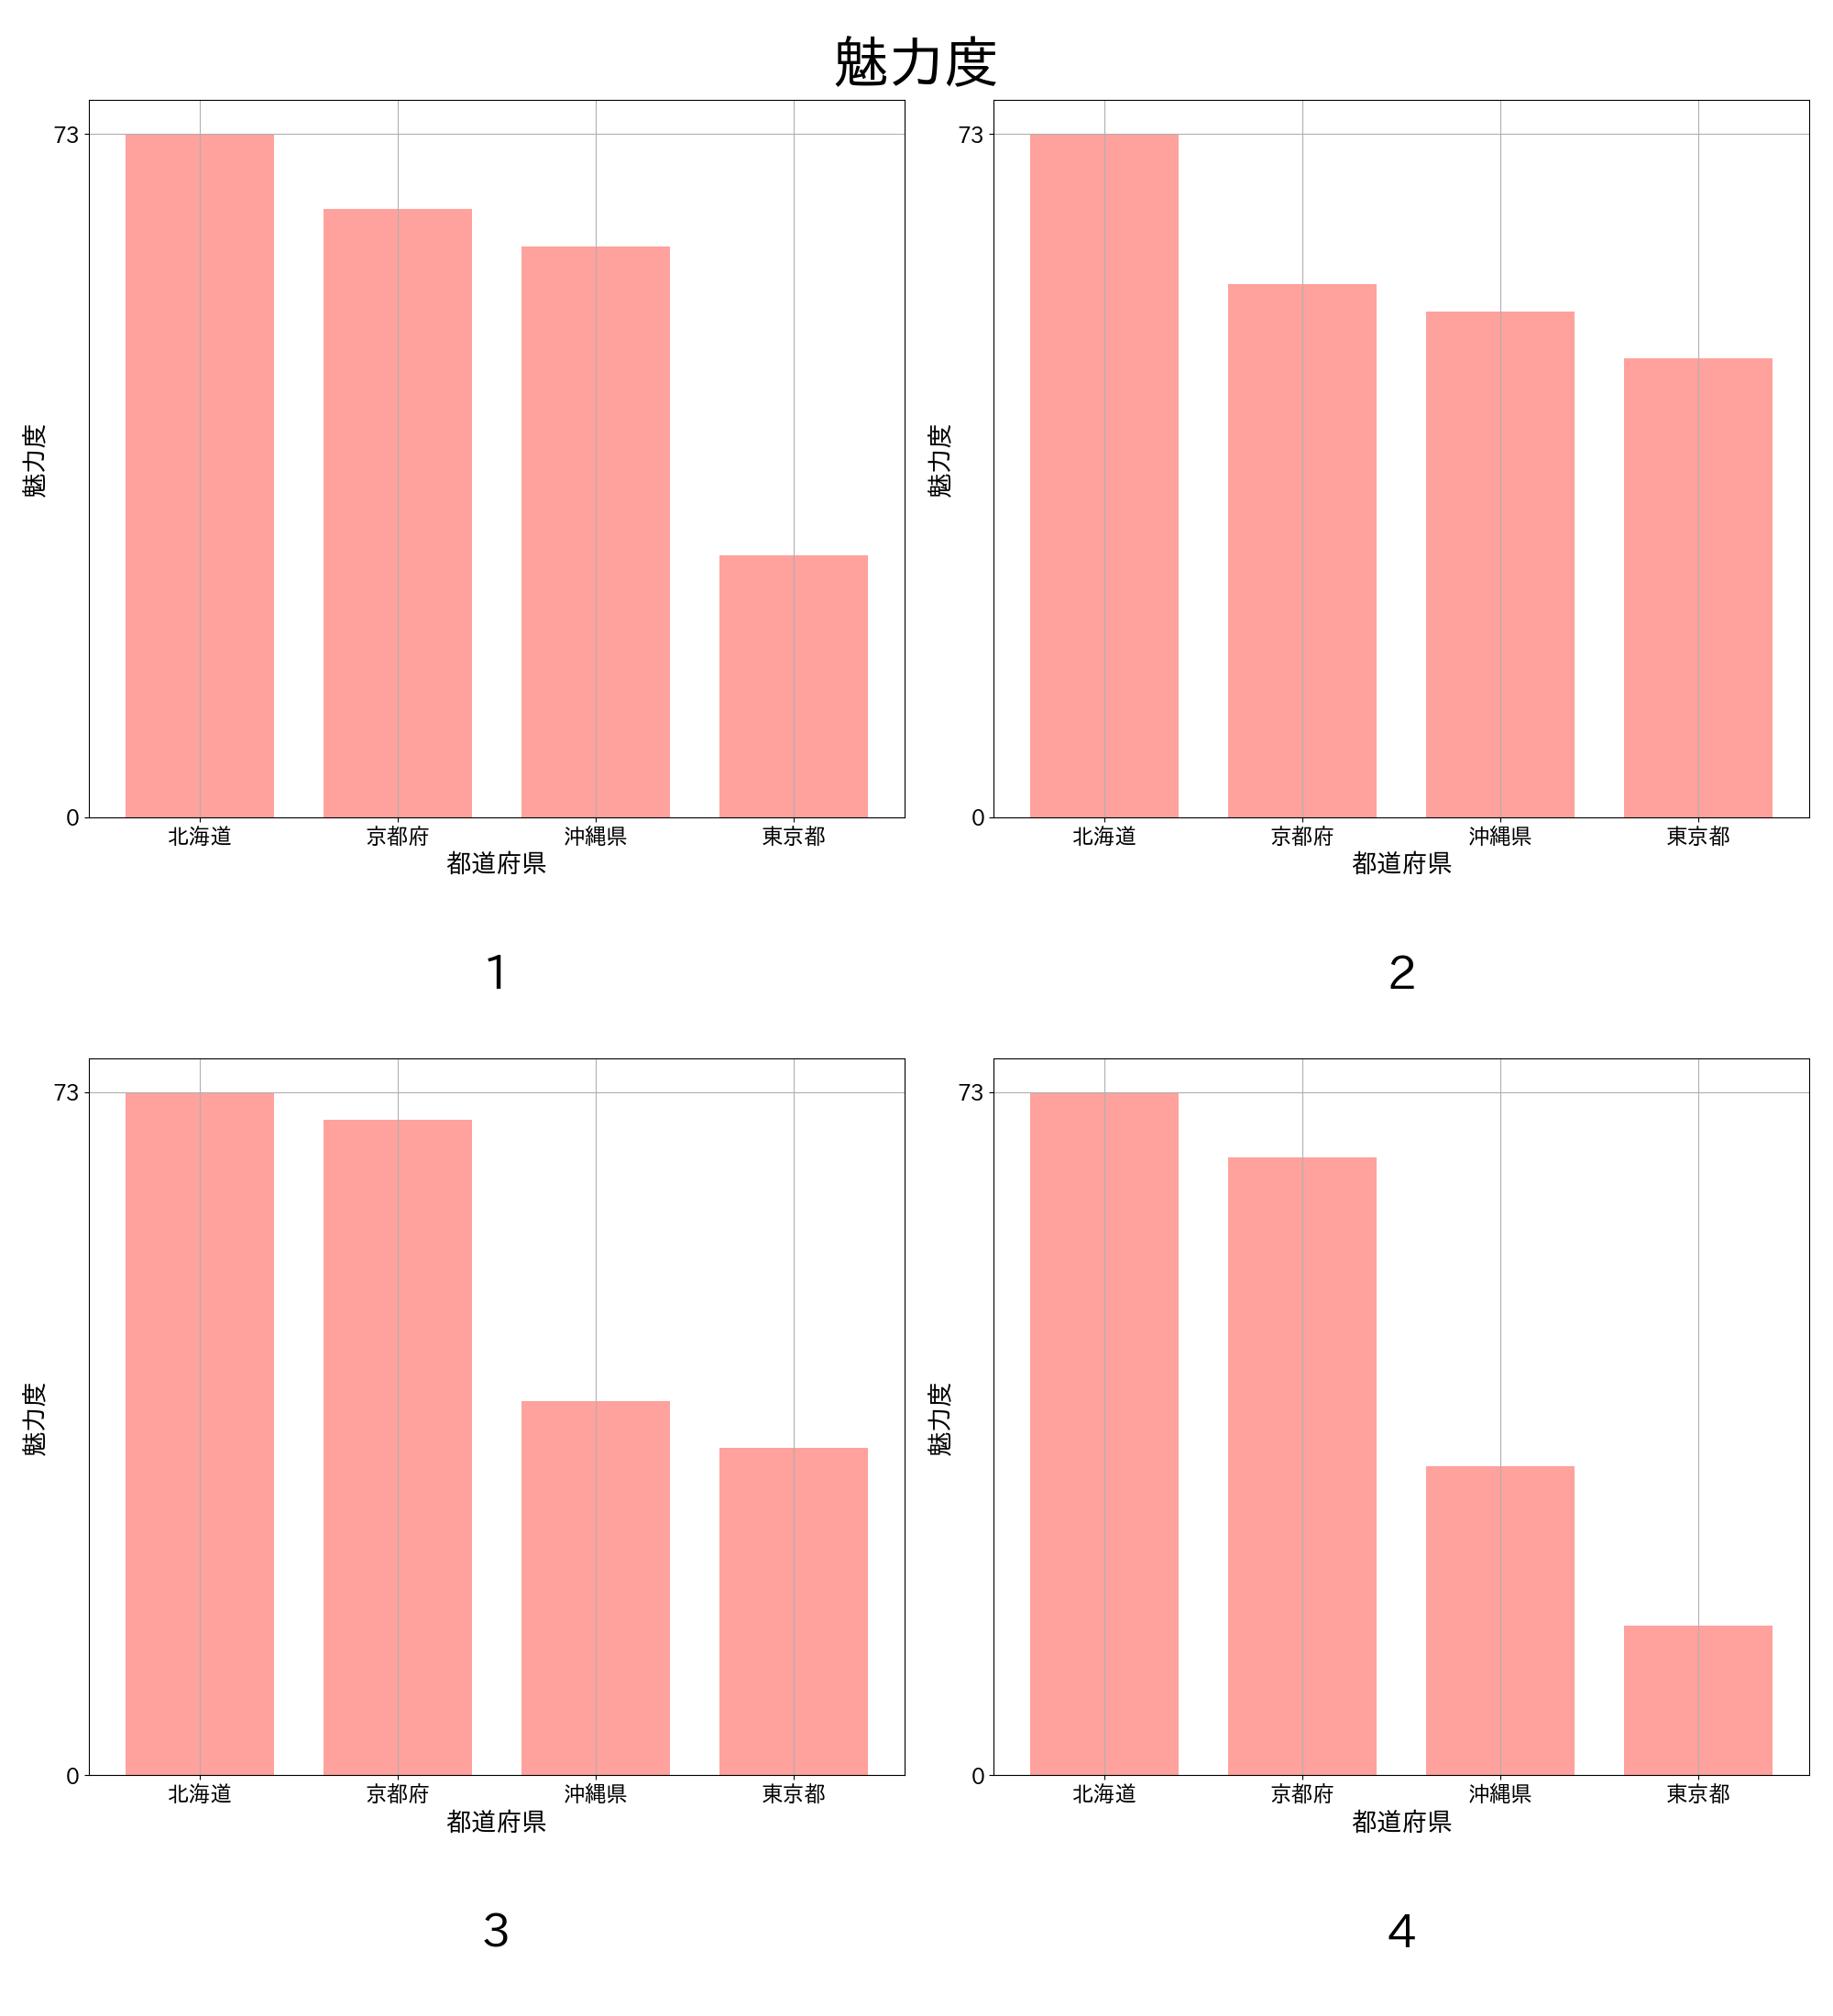 魅力度
73
0
魅力度
北海道 京都府 沖縄県 東京都
都道府県
1
73
0
魅力度
北海道 京都府 沖縄県 東京都
都道府県
2
73
0
魅力度
北海道 京都府 沖縄県 東京都
都道府県
3
73
0
魅力度
北海道 京都府 沖縄県 東京都
都道府県
4